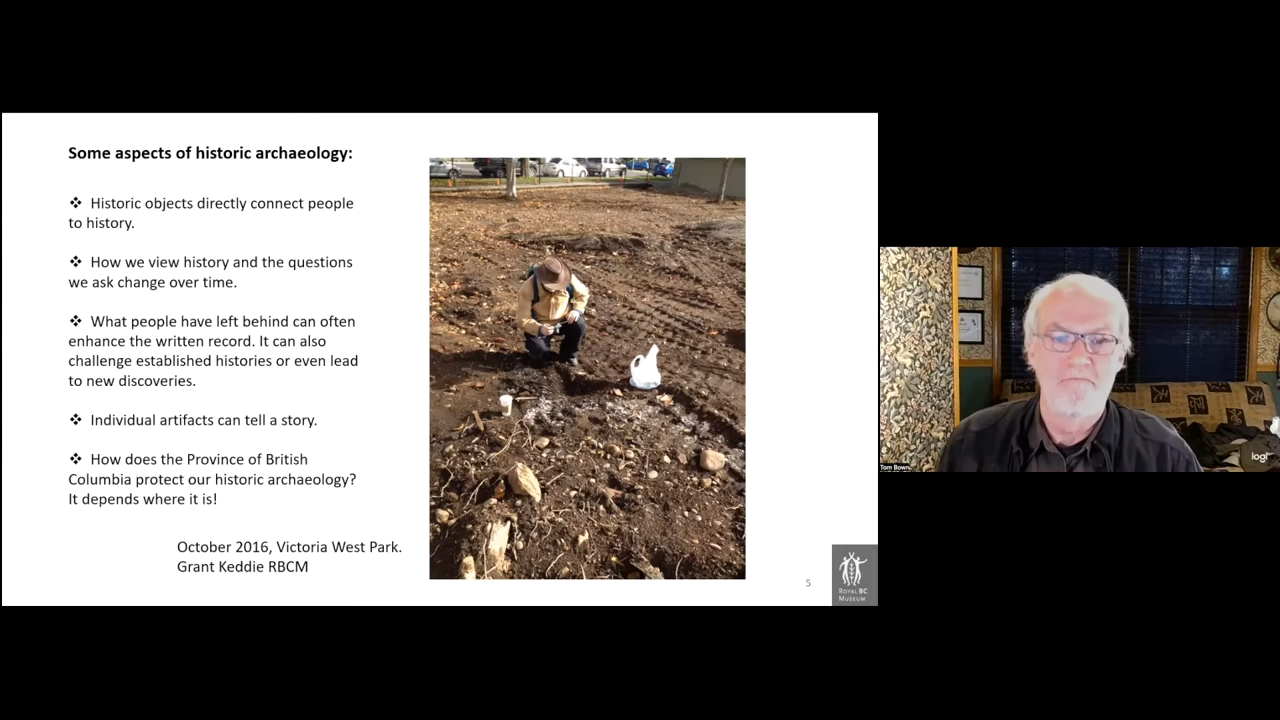 Some aspects of historic archaeology:
❖ Historic objects directly connect people
to history.
❖ How we view history and the questions
we ask change over time.
❖ What people have left behind can often
enhance the written record. It can also
challenge established histories or even lead
to new discoveries.
❖ Individual artifacts can tell a story.
❖ How does the Province of British
Columbia protect our historic archaeology?
It depends where it is!
October 2016, Victoria West Park.
Grant Keddie RBCM
5
ROYAL BC
MUSEUM
Tom Bown
logi